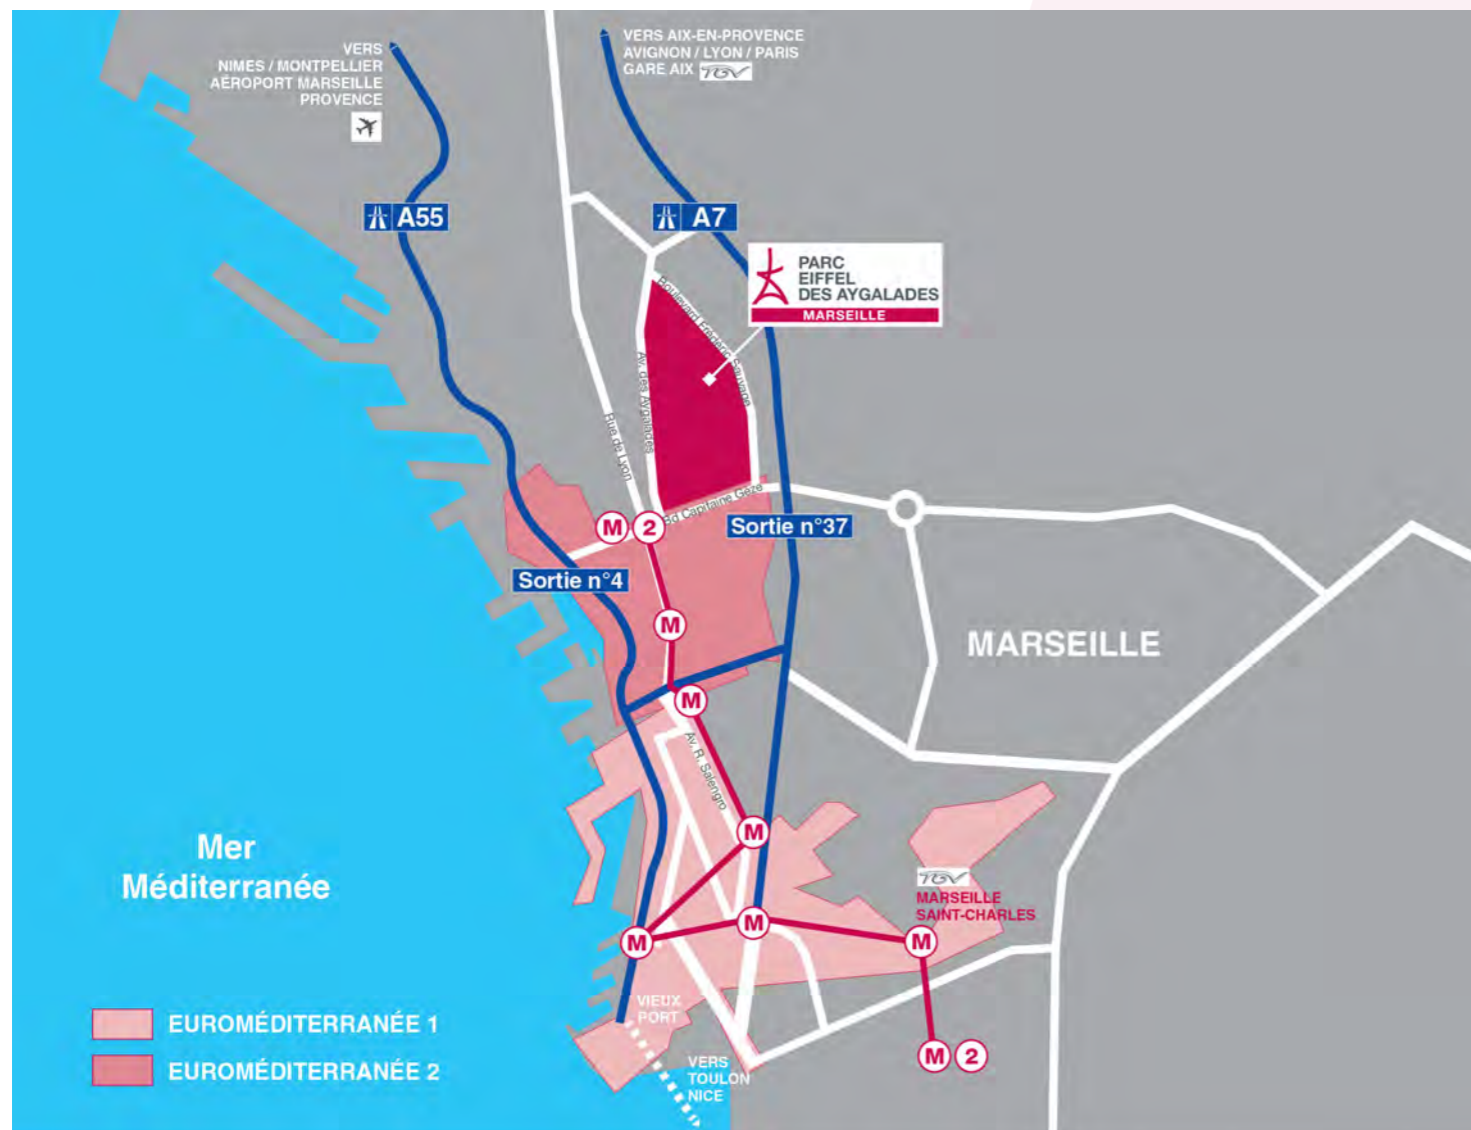 VERS
NIMES / MONTPELLIER
AÉROPORT MARSEILLE
PROVENCE
VERS AIX-EN-PROVENCE
AVIGNON / LYON / PARIS
GARE AIX TGV
A55
A7
PARC
EIFFEL
DES AYGALADES
MARSEILLE
Boulevard Frédéric Sauvage
Av. des Aygalades
Rue de Lyon
Bd Capitaine Gèze
M 2
Sortie n°37
Sortie n°4
M
MARSEILLE
M
Av. R. Salengro
M
Mer
Méditerranée
TGV
MARSEILLE
SAINT-CHARLES
M
M
M
VIEUX
PORT
EUROMÉDITERRANÉE 1
EUROMÉDITERRANÉE 2
M 2
VERS
TOULON
NICE